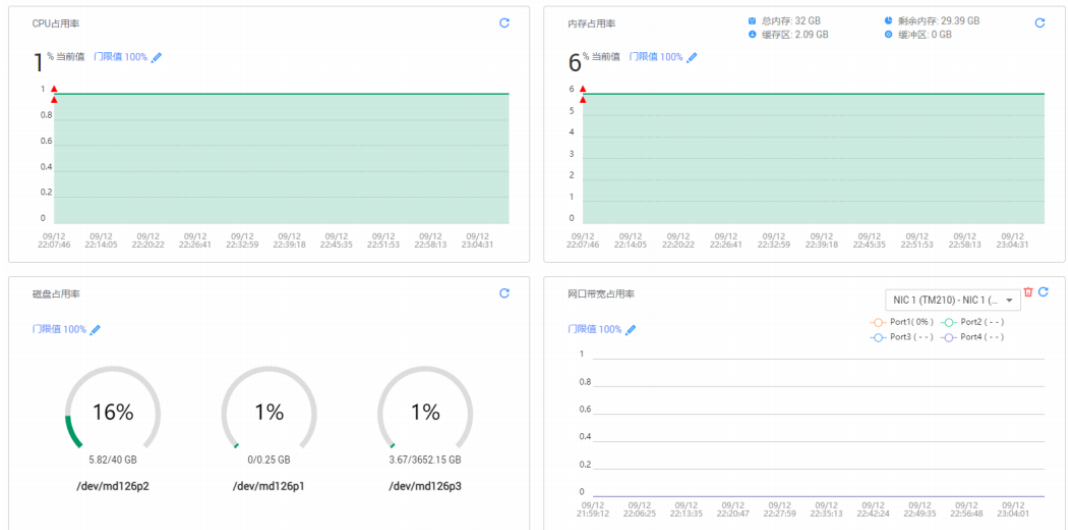 CPU占用率
1 % 当前值 门限值 100%
1
0.8
0.6
0.4
0.2
0
09/12 09/12 09/12 09/12 09/12 09/12 09/12 09/12 09/12 09/12
22:07:46 22:14:05 22:20:22 22:26:41 22:32:59 22:39:18 22:45:35 22:51:53 22:58:13 23:04:31
内存占用率
总内存: 32 GB 剩余内存: 29.39 GB
缓存区: 2.09 GB 缓冲区: 0 GB
6 % 当前值 门限值 100%
6
5
4
3
2
1
0
09/12 09/12 09/12 09/12 09/12 09/12 09/12 09/12 09/12 09/12
22:07:46 22:14:05 22:20:22 22:26:41 22:32:59 22:39:18 22:45:35 22:51:53 22:58:13 23:04:31
磁盘占用率
门限值 100%
16% 1% 1%
5.82/40 GB 0/0.25 GB 3.67/3652.15 GB
/dev/md126p2 /dev/md126p1 /dev/md126p3
网口带宽占用率
NIC 1 (TM210) - NIC 1 (...
门限值 100%
Port1( 0% ) Port2 ( - - )
Port3 ( - - ) Port4 ( - - )
1
0.8
0.6
0.4
0.2
0
09/12 09/12 09/12 09/12 09/12 09/12 09/12 09/12 09/12 09/12
21:59:12 22:06:25 22:13:35 22:20:47 22:27:59 22:35:13 22:42:24 22:49:35 22:56:48 23:04:01